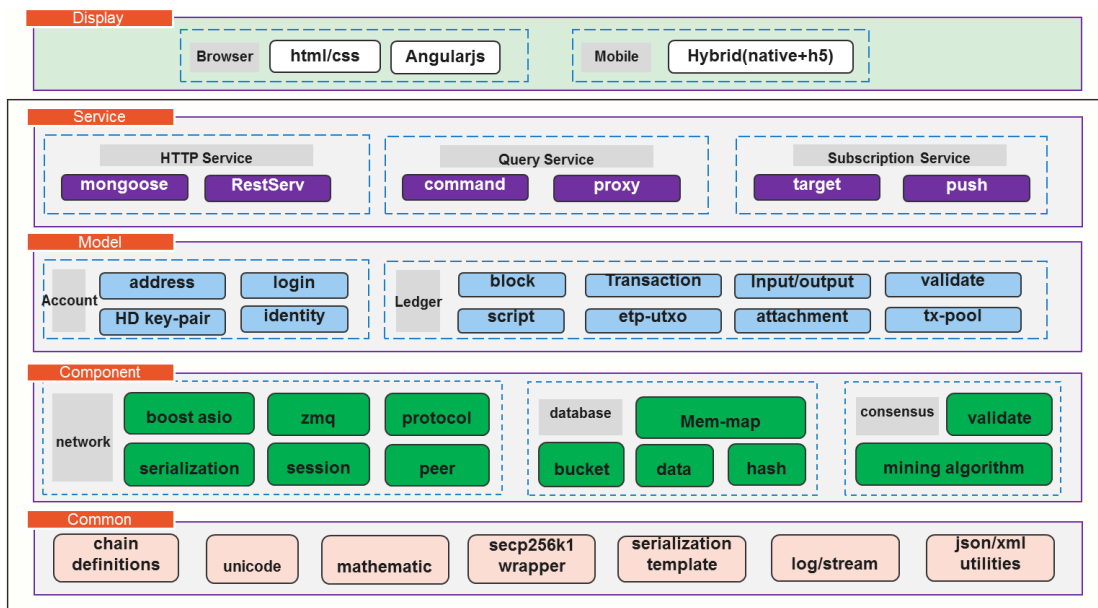 Display
Browser
html/css
Angularjs
Mobile
Hybrid(native+h5)
Service
HTTP Service
mongoose
RestServ
Query Service
command
proxy
Subscription Service
target
push
Model
Account
address
login
HD key-pair
identity
Ledger
block
Transaction
Input/output
validate
script
etp-utxo
attachment
tx-pool
Component
network
boost asio
zmq
protocol
serialization
session
peer
database
Mem-map
bucket
data
hash
consensus
validate
mining algorithm
Common
chain
definitions
unicode
mathematic
secp256k1
wrapper
serialization
template
log/stream
json/xml
utilities